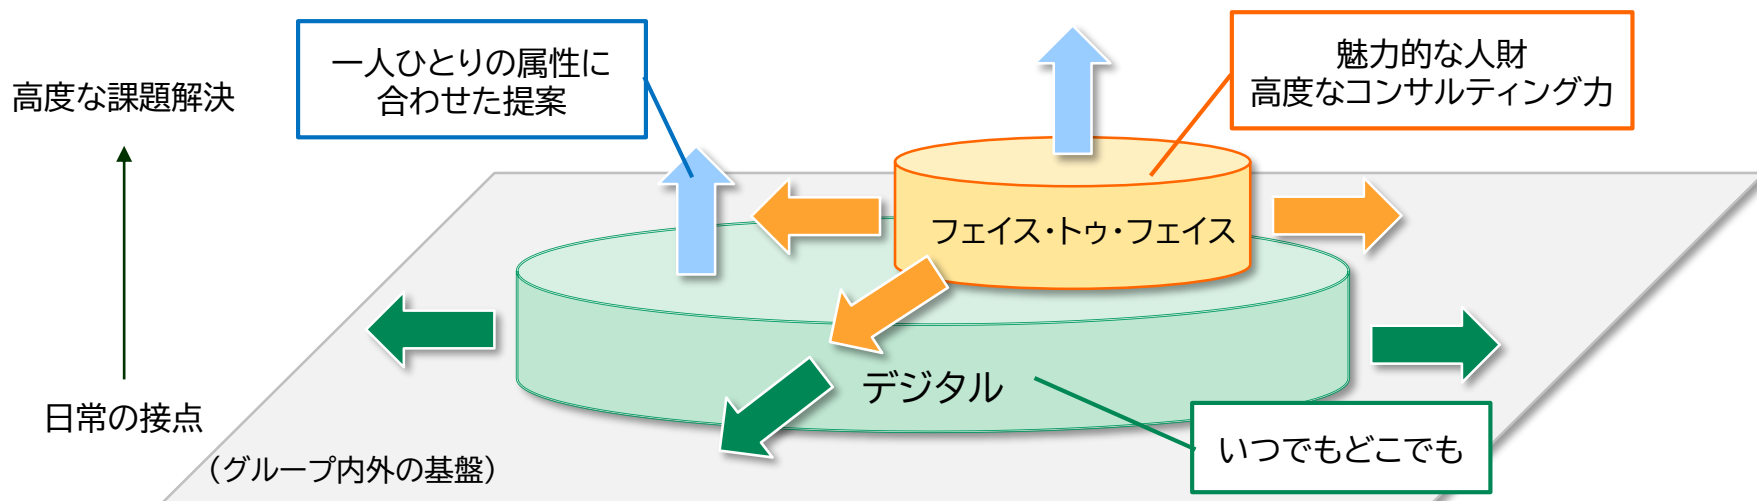 一人ひとりの属性に
合わせた提案
魅力的な人財
高度なコンサルティング力
高度な課題解決
フェイス・トゥ・フェイス
デジタル
日常の接点
いつでもどこでも
（グループ内外の基盤）